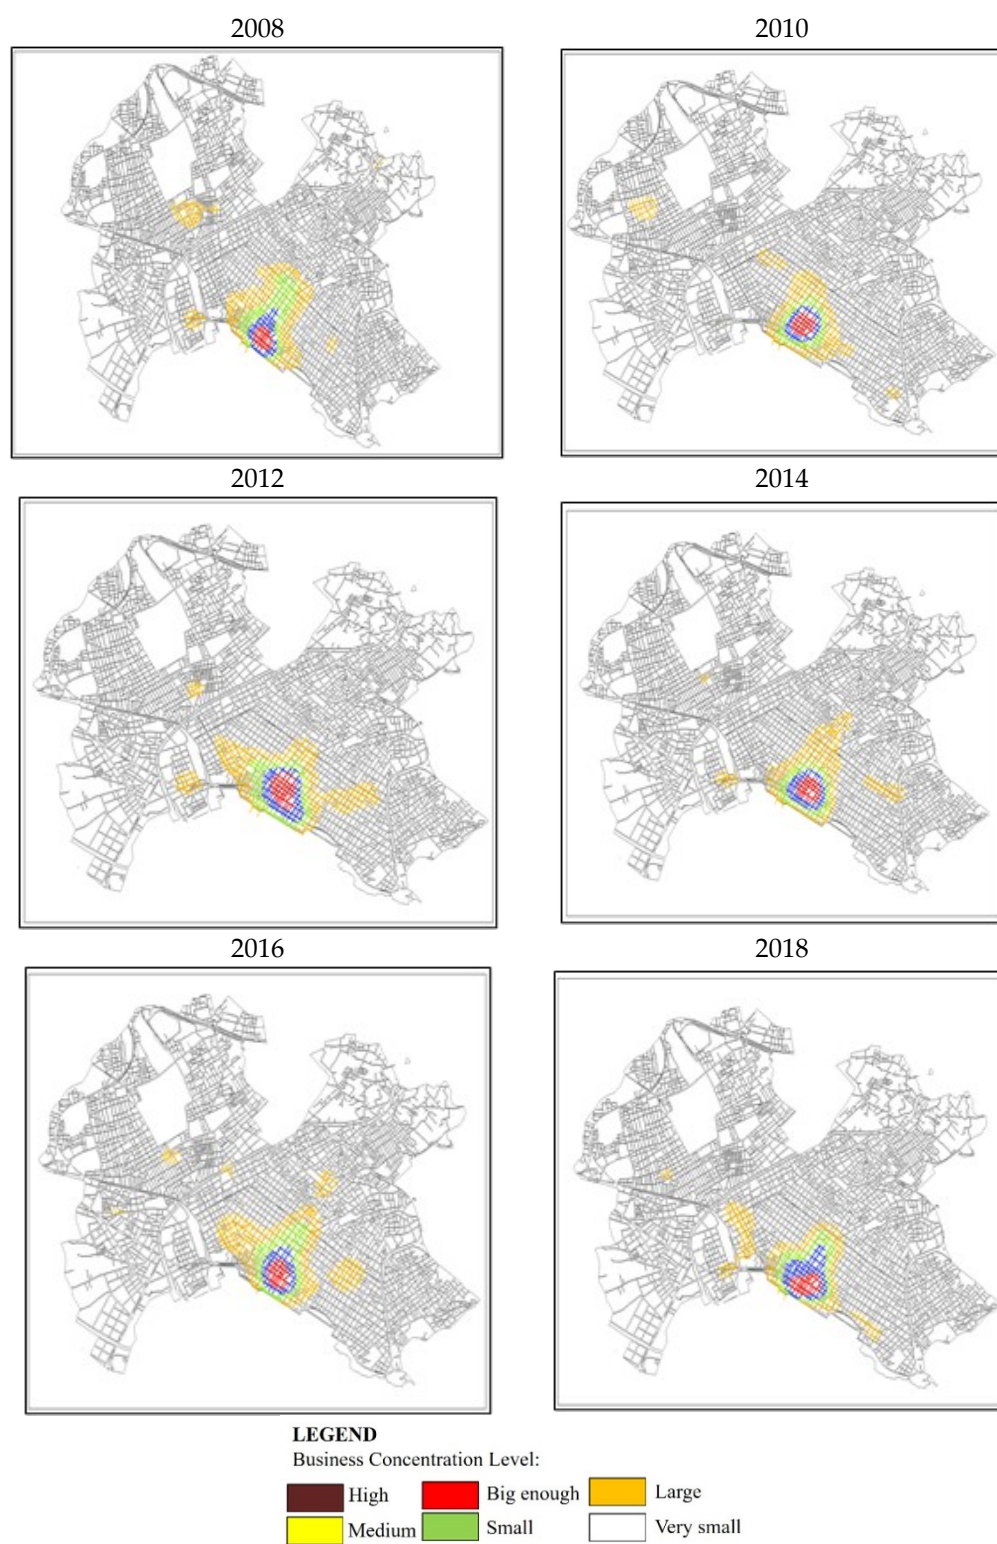 2008 2010
2012 2014
2016 2018
LEGEND
Business Concentration Level:
High Big enough Large
Medium Small Very small